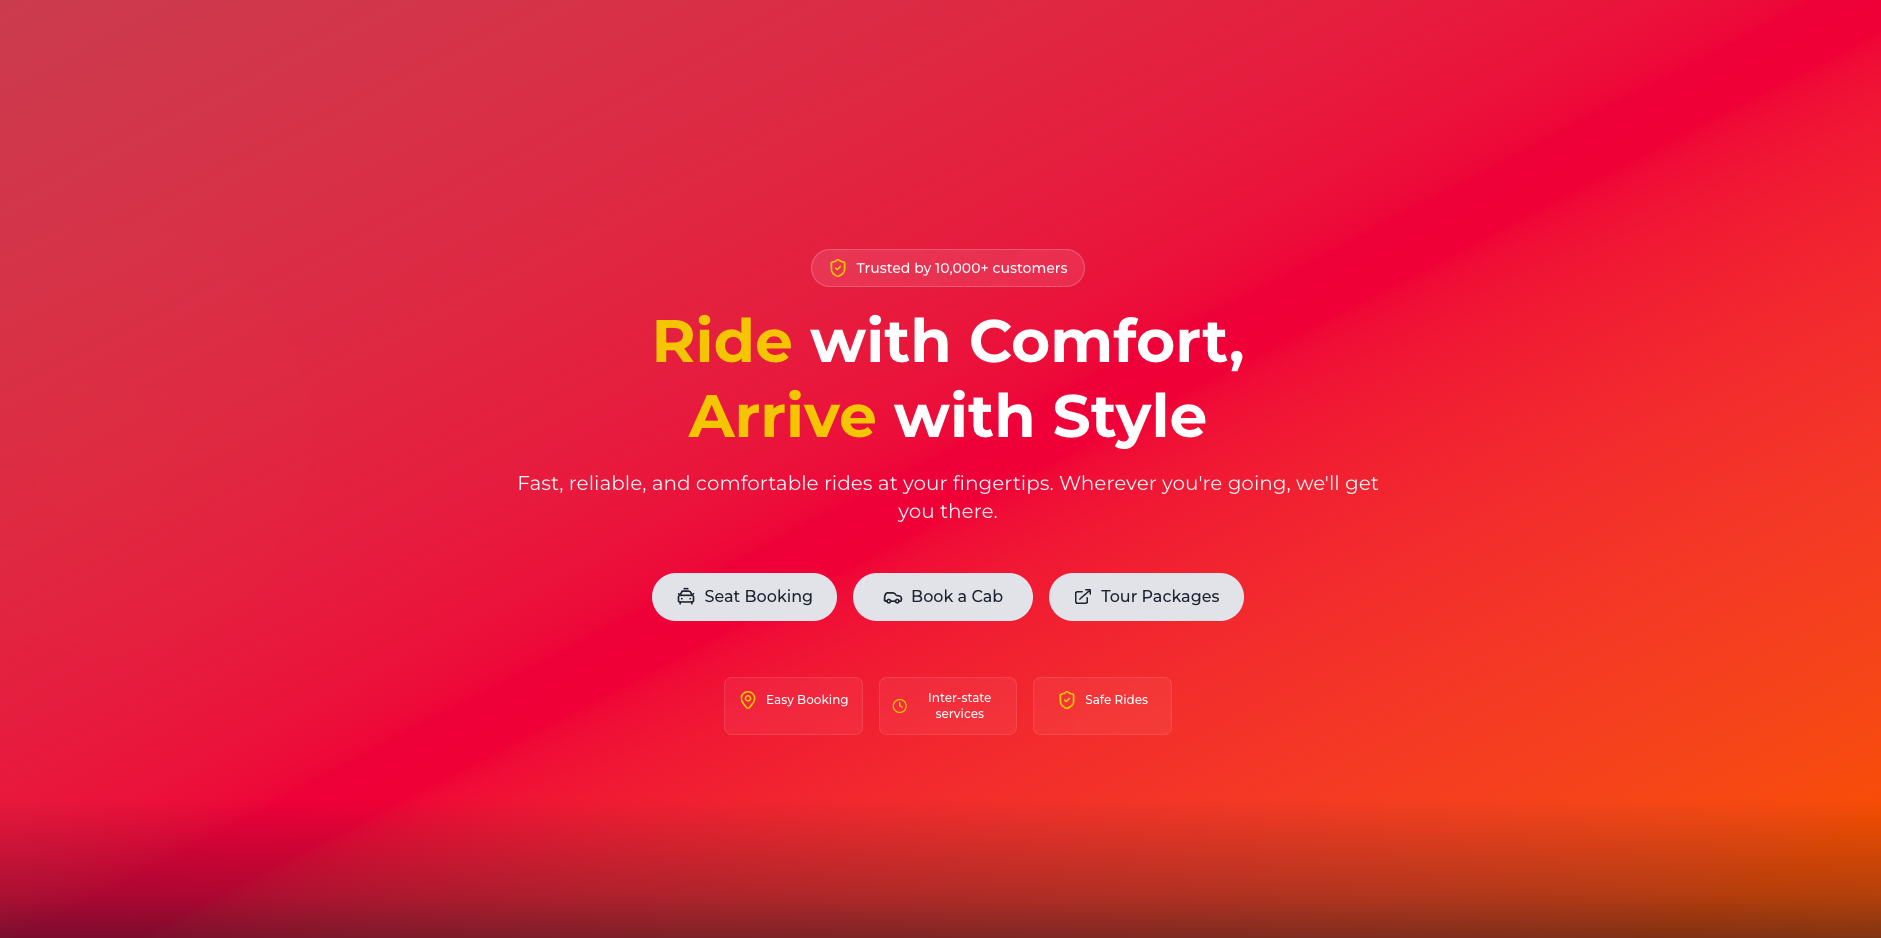 Trusted by 10,000+ customers
Ride with Comfort,
Arrive with Style
Fast, reliable, and comfortable rides at your fingertips. Wherever you're going, we'll get
you there.
Seat Booking
Book a Cab
Tour Packages
Easy Booking
Inter-state
services
Safe Rides